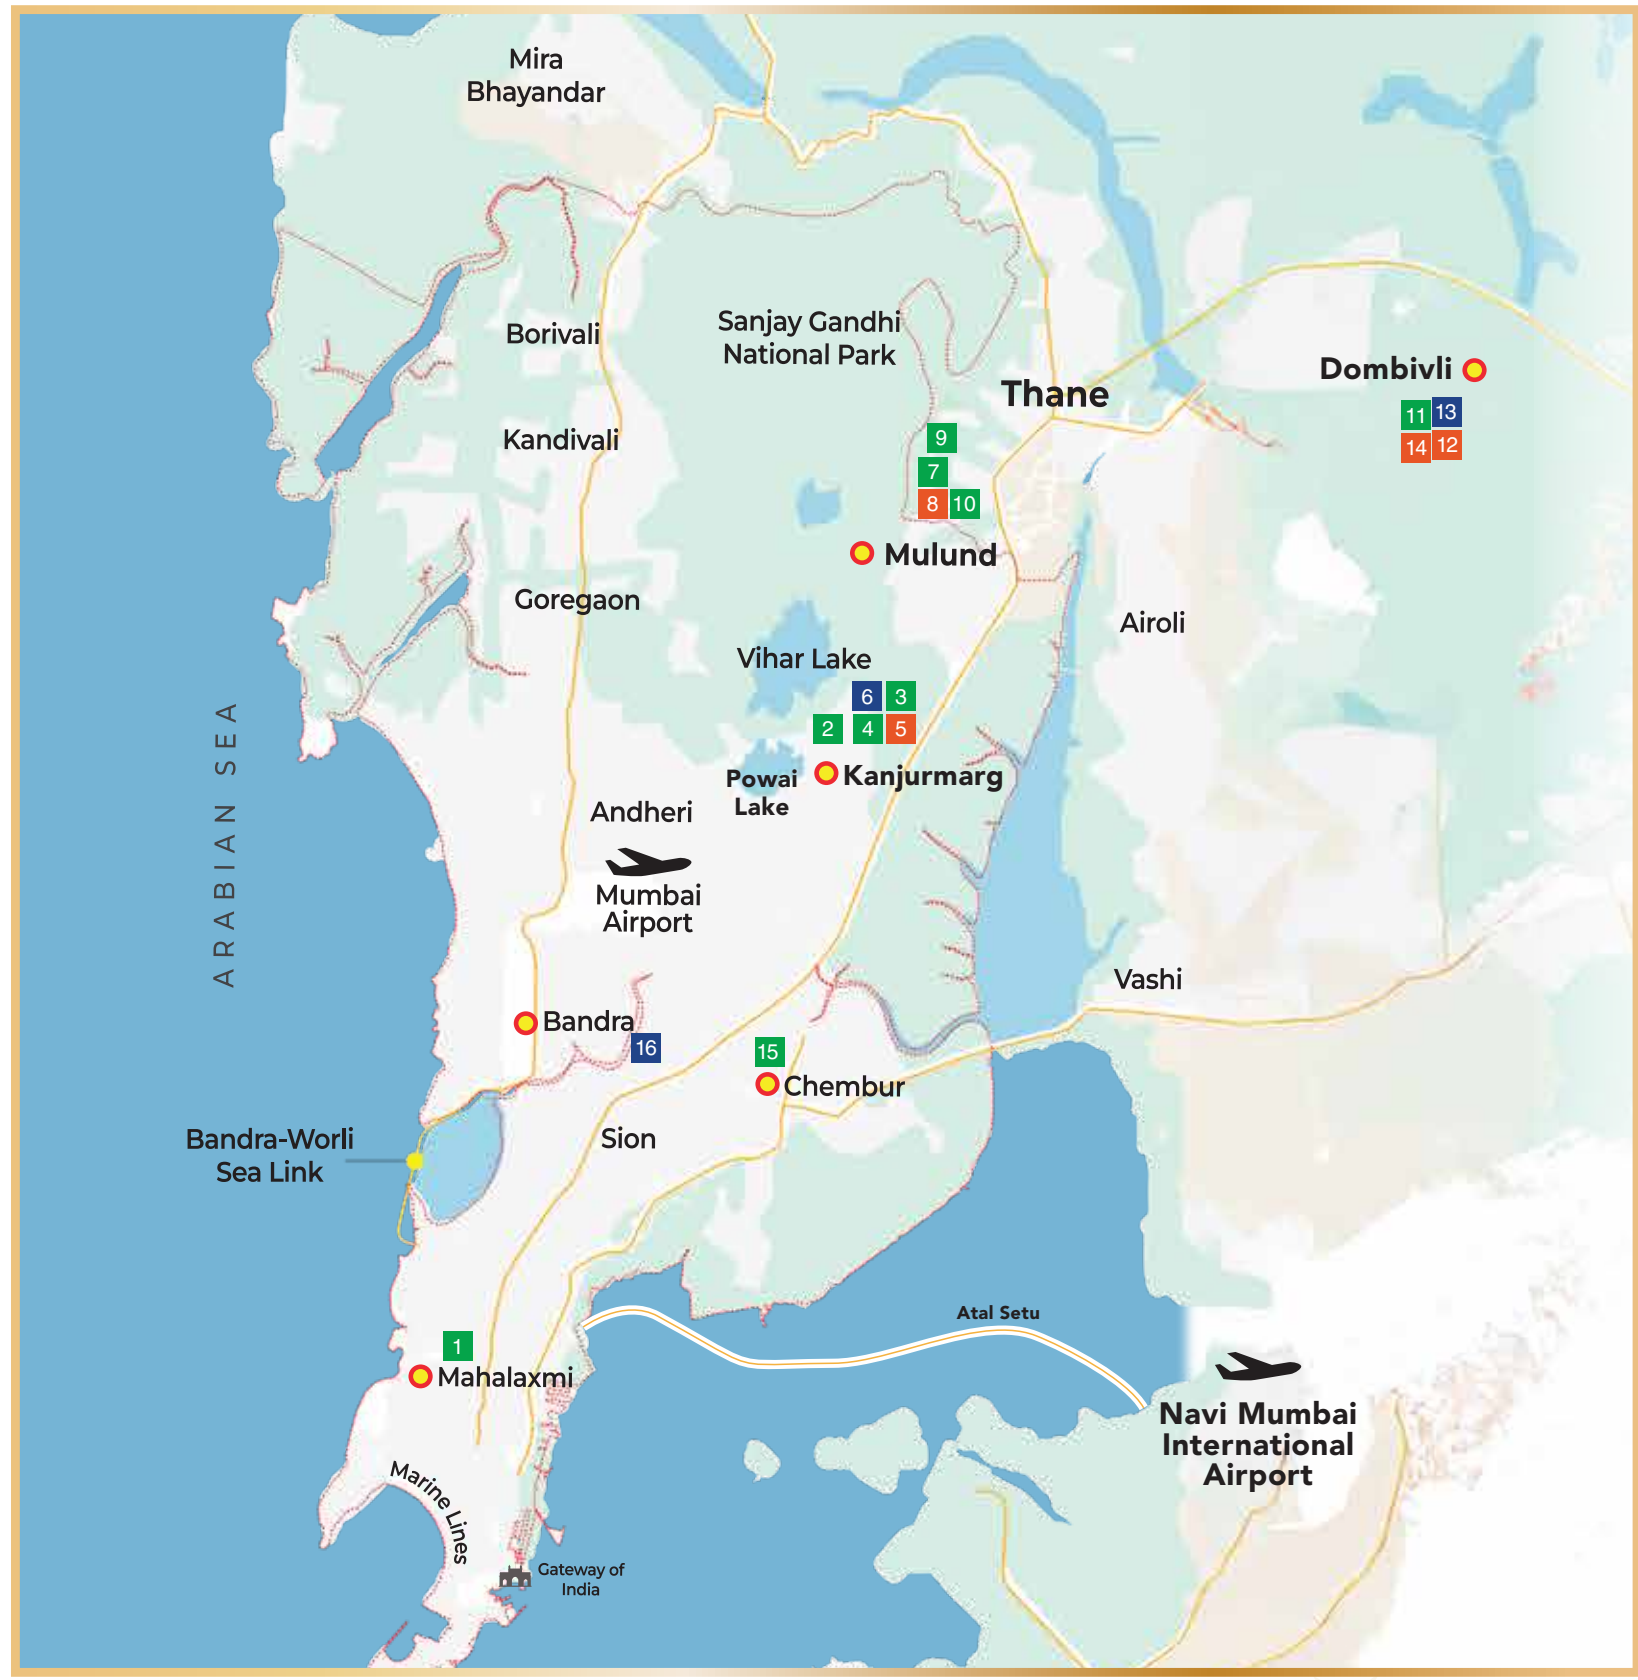 Mira
Bhayandar
Borivali
Sanjay Gandhi
National Park
Dombivli
Thane
11 13
14 12
Kandivali
9
7
8 10
Mulund
Goregaon
Airoli
Vihar Lake
6 3
2 4 5
Powai
Lake
Kanjurmarg
ARABIAN SEA
Andheri
Mumbai
Airport
Vashi
Bandra
16
15
Chembur
Bandra-Worli
Sea Link
Sion
Atal Setu
1
Mahalaxmi
Navi Mumbai
International
Airport
Marine Lines
Gateway of
India